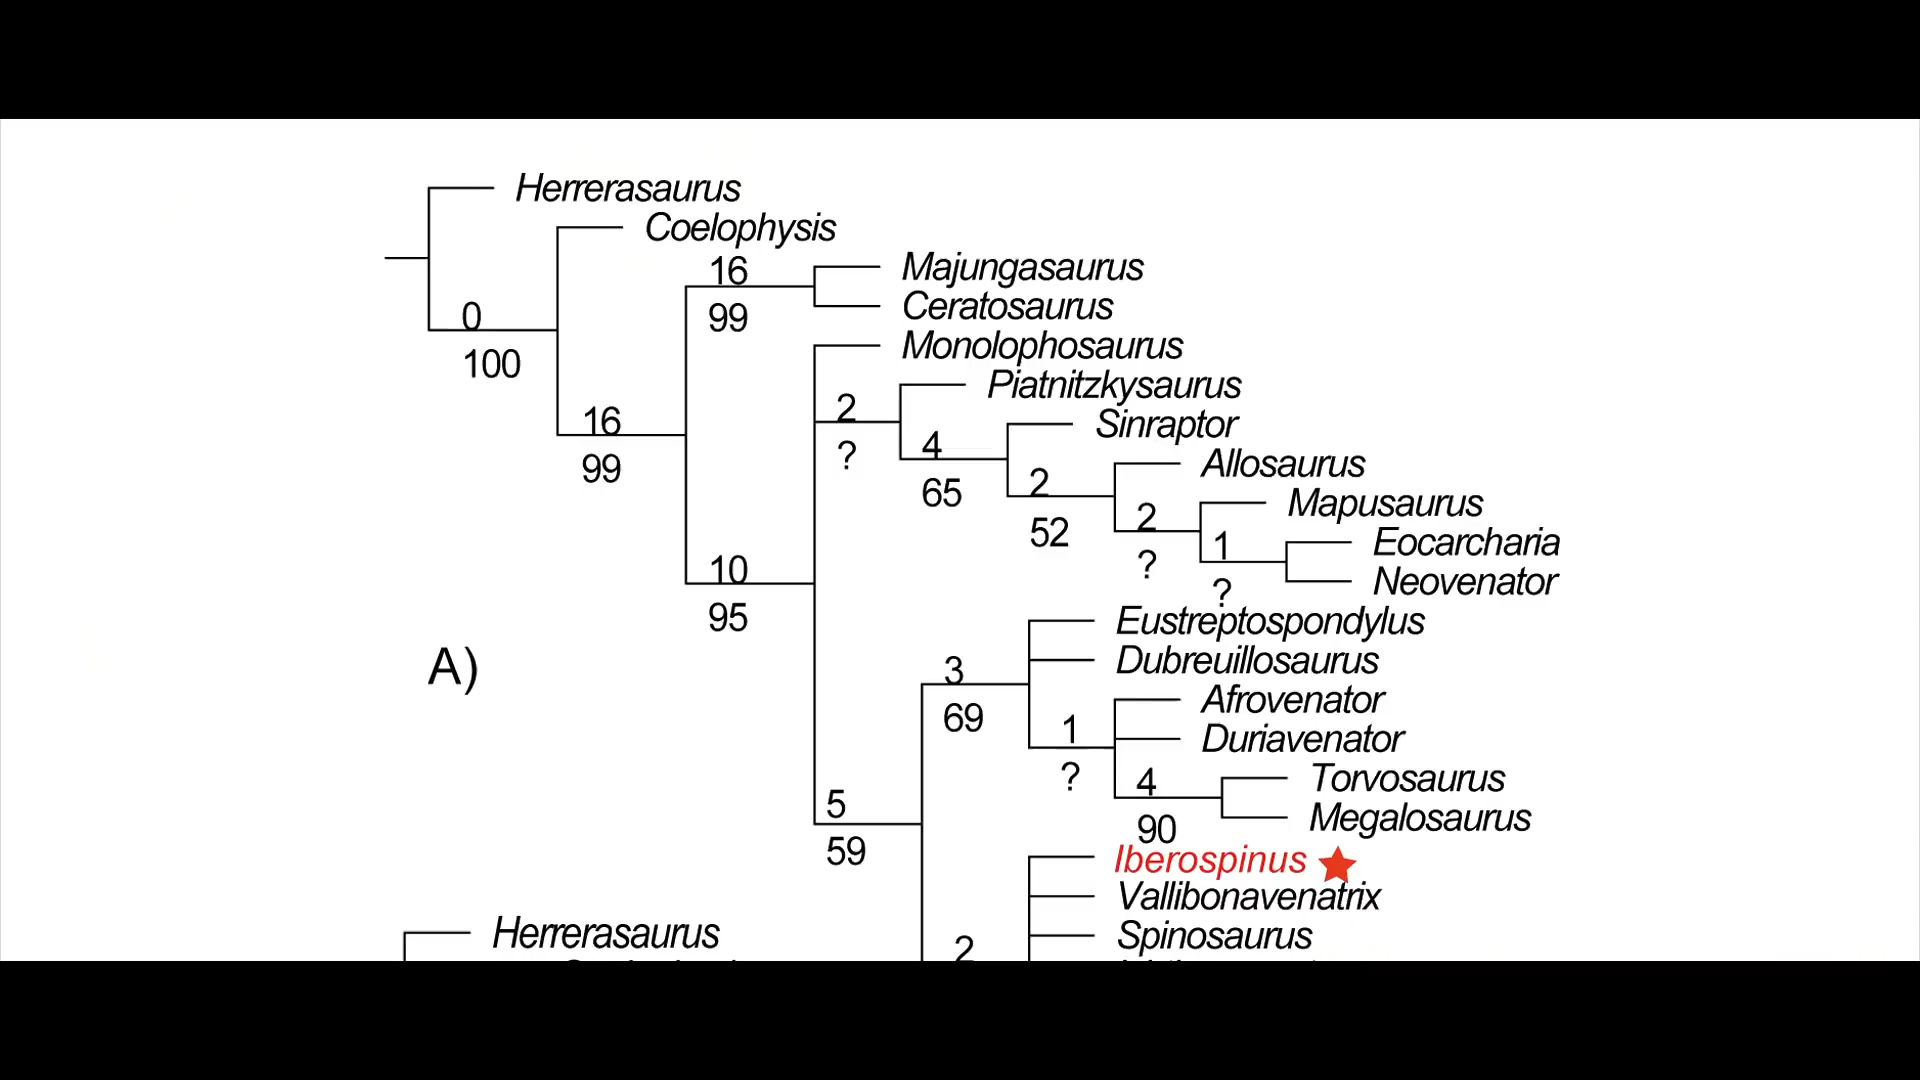 Herrerasaurus
Coelophysis
16
Majungasaurus
99
Ceratosaurus
0
Monolophosaurus
100
Piatnitzkysaurus
2
16
Sinraptor
4
?
99
Allosaurus
2
65
Mapusaurus
2
52
1
Eocarcharia
?
10
Neovenator
?
95
Eustreptospondylus
A)
Dubreuillosaurus
3
Afrovenator
69
1
Duriavenator
?
4
Torvosaurus
5
Megalosaurus
90
59
Iberospinus
Vallibonavenatrix
Herrerasaurus
2
Spinosaurus